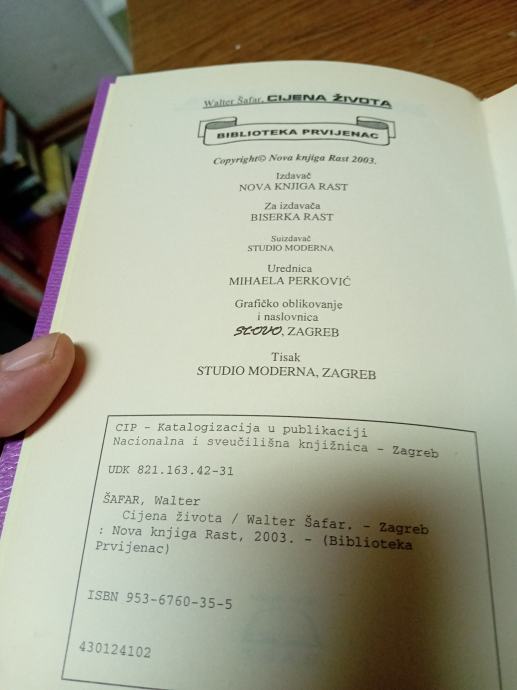 Walter Šafar, CIJENA ŽIVOTA
BIBLIOTEKA PRVIJENAC
Copyright© Nova knjiga Rast 2003.
Izdavač
NOVA KNJIGA RAST
Za izdavača
BISERKA RAST
Suizdavač
STUDIO MODERNA
Urednica
MIHAELA PERKOVIĆ
Grafičko oblikovanje
i naslovnica
SLOVO, ZAGREB
Tisak
STUDIO MODERNA, ZAGREB
CIP - Katalogizacija u publikaciji
Nacionalna i sveučilišna knjižnica - Zagreb
UDK 821.163.42-31
ŠAFAR, Walter
Cijena života / Walter Šafar. - Zagreb
: Nova knjiga Rast, 2003. - (Biblioteka
Prvijenac)
ISBN 953-6760-35-5
430124102